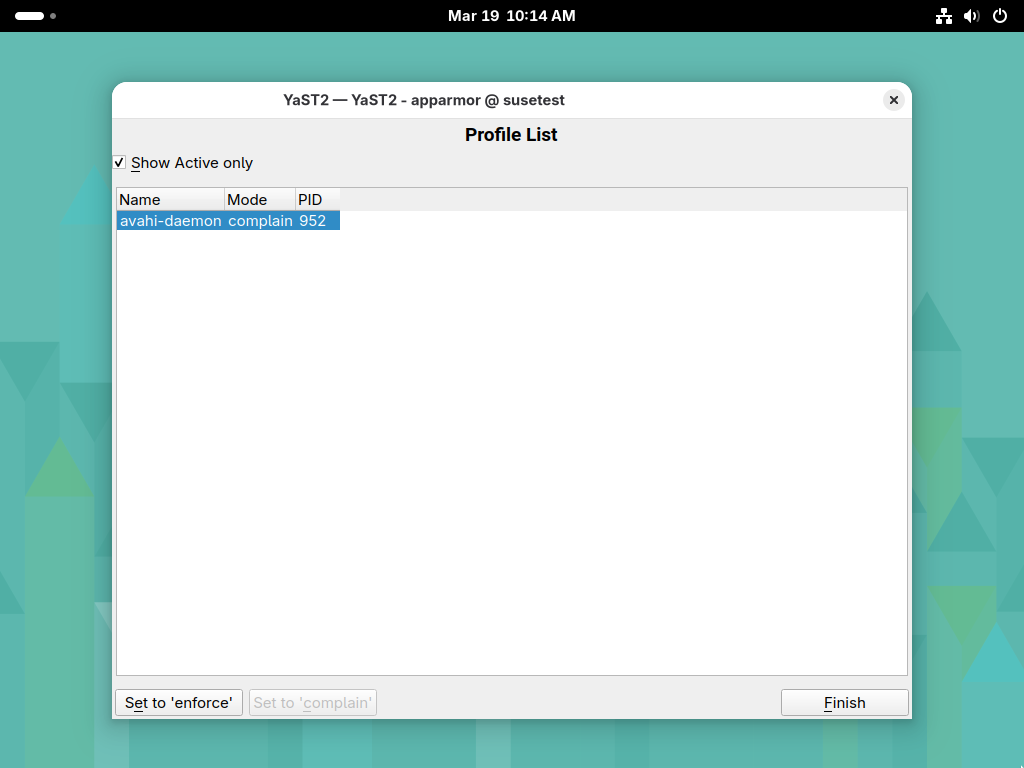 Mar 19 10:14 AM
YaST2 — YaST2 - apparmor @ susetest
Profile List
Show Active only
Name Mode PID
avahi-daemon complain 952
Set to 'enforce' Set to 'complain' Finish